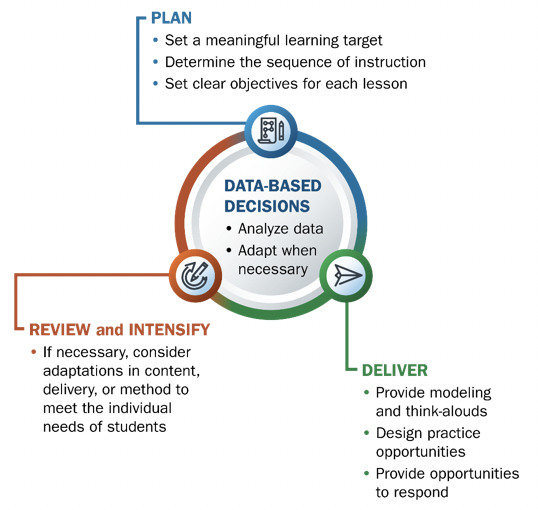 PLAN
• Set a meaningful learning target
• Determine the sequence of instruction
• Set clear objectives for each lesson
DATA-BASED
DECISIONS
• Analyze data
• Adapt when
necessary
REVIEW and INTENSIFY
• If necessary, consider
adaptations in content,
delivery, or method to
meet the individual
needs of students
DELIVER
• Provide modeling
and think-alouds
• Design practice
opportunities
• Provide opportunities
to respond